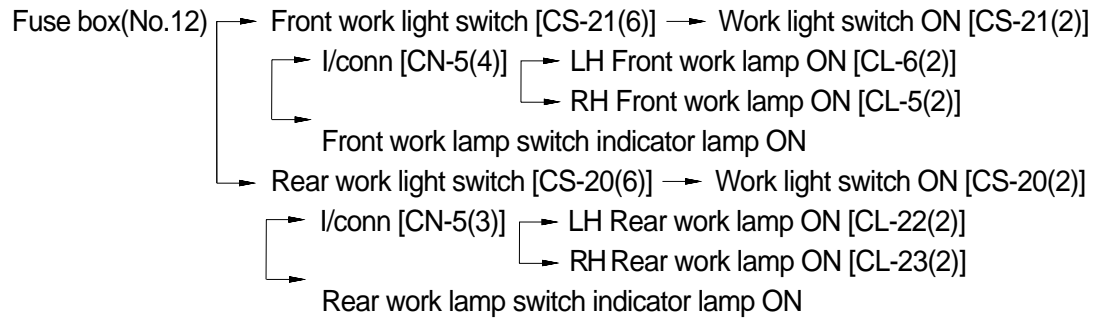 Fuse box(No.12) Front work light switch [CS-21(6)] Work light switch ON [CS-21(2)]
I/conn [CN-5(4)] LH Front work lamp ON [CL-6(2)]
RH Front work lamp ON [CL-5(2)]
Front work lamp switch indicator lamp ON
Rear work light switch [CS-20(6)] Work light switch ON [CS-20(2)]
I/conn [CN-5(3)] LH Rear work lamp ON [CL-22(2)]
RH Rear work lamp ON [CL-23(2)]
Rear work lamp switch indicator lamp ON